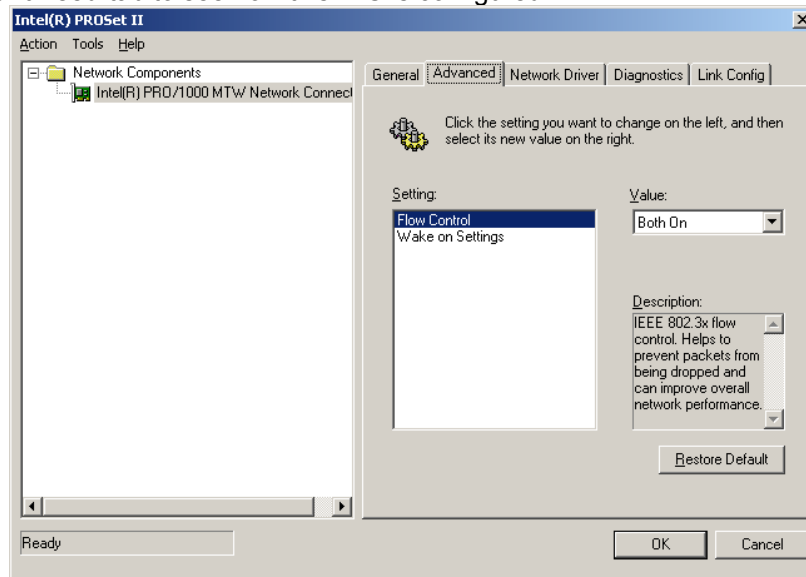 Intel(R) PROSet II
Action Tools Help
Network Components
Intel(R) PRO/1000 MTW Network Connect
General Advanced Network Driver Diagnostics Link Config
Click the setting you want to change on the left, and then
select its new value on the right.
Setting:
Flow Control
Wake on Settings
Value:
Both On
Description:
IEEE 802.3x flow
control. Helps to
prevent packets from
being dropped and
can improve overall
network performance.
Restore Default
Ready
OK Cancel